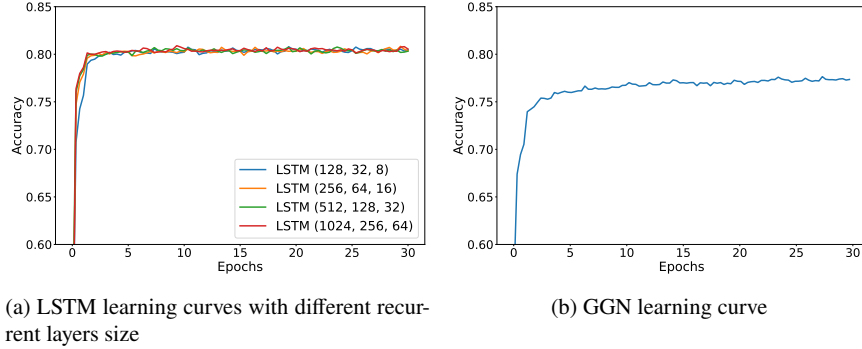 0.85
0.80
0.75
0.70
0.65
0.60
Accuracy
0 5 10 15 20 25 30
Epochs
LSTM (128, 32, 8)
LSTM (256, 64, 16)
LSTM (512, 128, 32)
LSTM (1024, 256, 64)
(a) LSTM learning curves with different recur-
rent layers size
0.85
0.80
0.75
0.70
0.65
0.60
Accuracy
0 5 10 15 20 25 30
Epochs
(b) GGN learning curve